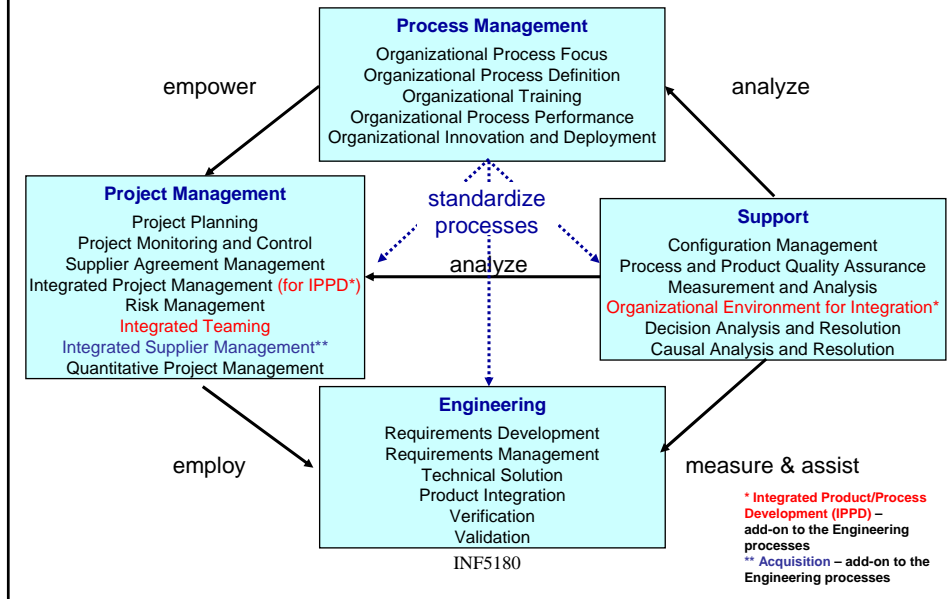 Process Management
Organizational Process Focus
Organizational Process Definition
Organizational Training
Organizational Process Performance
Organizational Innovation and Deployment
empower
analyze
standardize
processes
Project Management
Project Planning
Project Monitoring and Control
Supplier Agreement Management
Integrated Project Management (for IPPD*)
Risk Management
Integrated Teaming
Integrated Supplier Management**
Quantitative Project Management
analyze
Support
Configuration Management
Process and Product Quality Assurance
Measurement and Analysis
Organizational Environment for Integration*
Decision Analysis and Resolution
Causal Analysis and Resolution
employ
Engineering
Requirements Development
Requirements Management
Technical Solution
Product Integration
Verification
Validation
measure & assist
INF5180
* Integrated Product/Process
Development (IPPD) –
add-on to the Engineering
processes
** Acquisition – add-on to the
Engineering processes